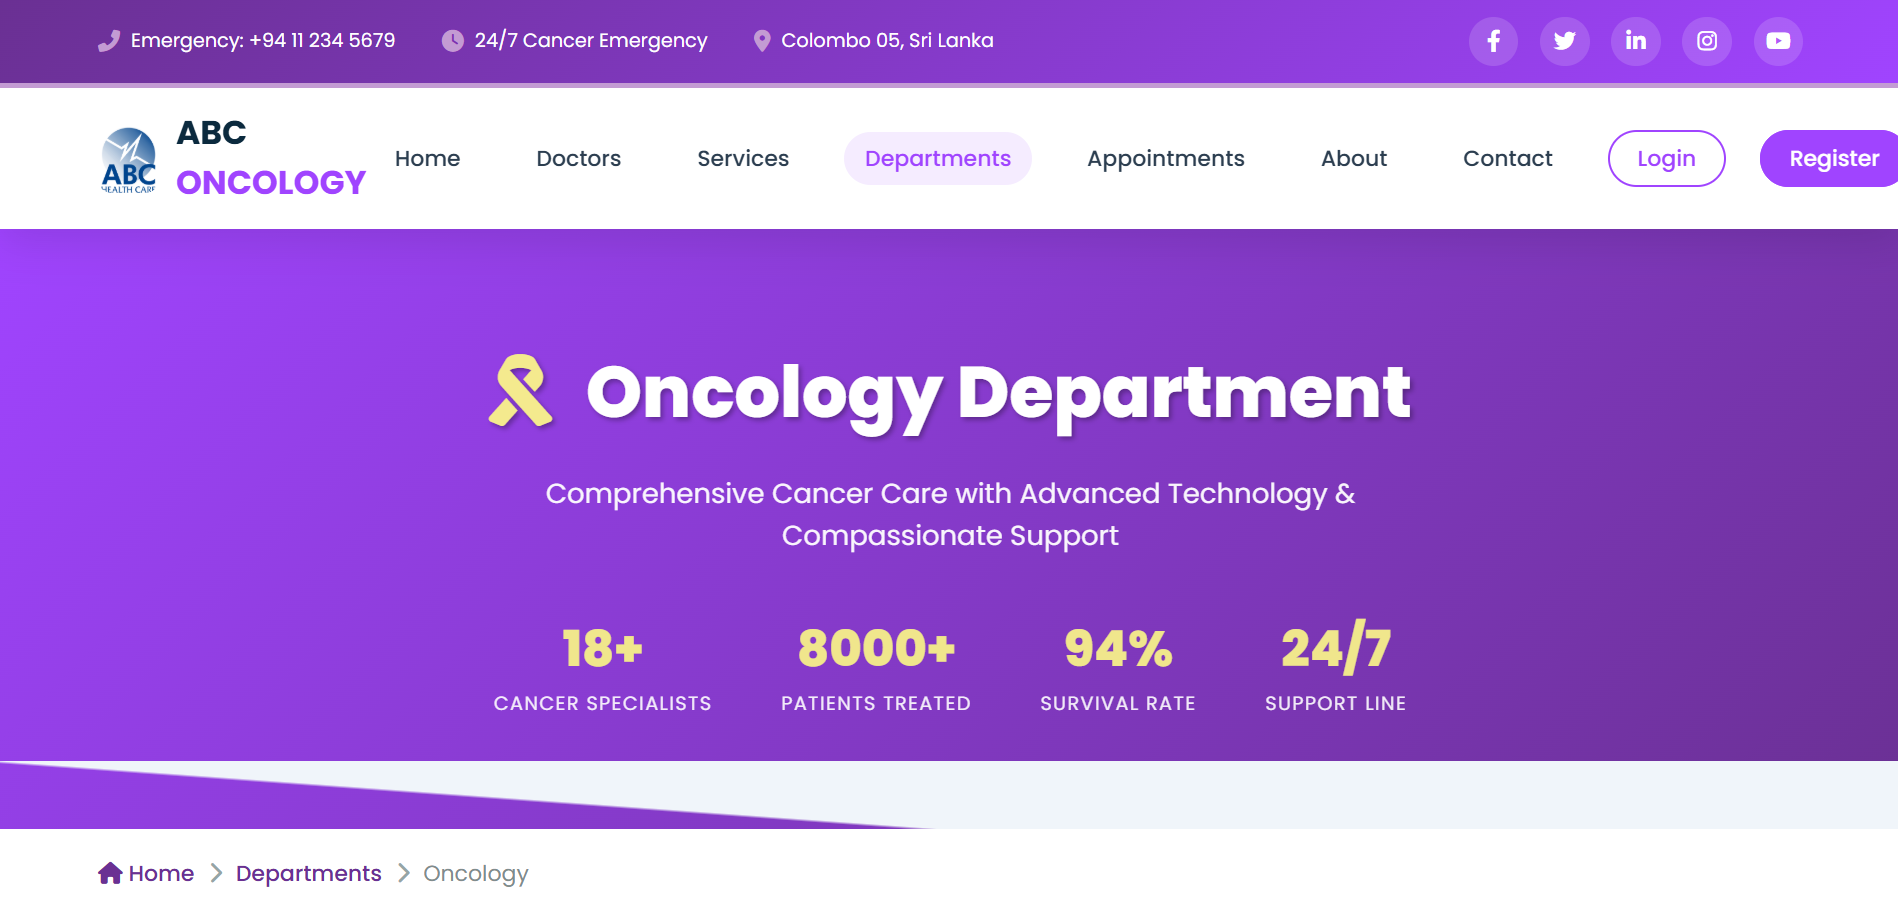 Emergency: +94 11 234 5679
24/7 Cancer Emergency
Colombo 05, Sri Lanka
ABC
HEALTH CARE
ABC
ONCOLOGY
Home
Doctors
Services
Departments
Appointments
About
Contact
Login
Register
Oncology Department
Comprehensive Cancer Care with Advanced Technology &
Compassionate Support
18+
CANCER SPECIALISTS
8000+
PATIENTS TREATED
94%
SURVIVAL RATE
24/7
SUPPORT LINE
Home
Departments
Oncology